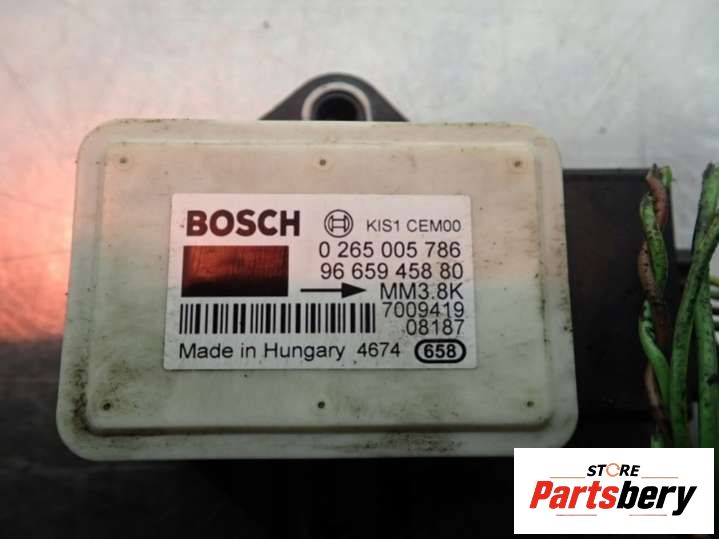 BOSCH KIS1 CEM00
0 265 005 786
96 659 458 80
MM3.8K
7009419
08187
Made in Hungary 4674 658
STORE
Partsbery